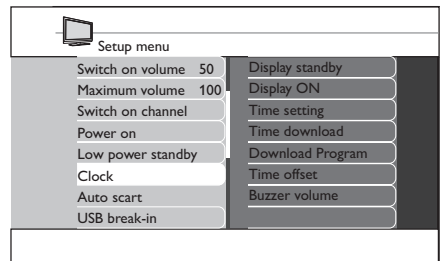 Setup menu
Switch on volume 50
Maximum volume 100
Switch on channel
Power on
Low power standby
Clock
Auto scart
USB break-in
Display standby
Display ON
Time setting
Time download
Download Program
Time offset
Buzzer volume